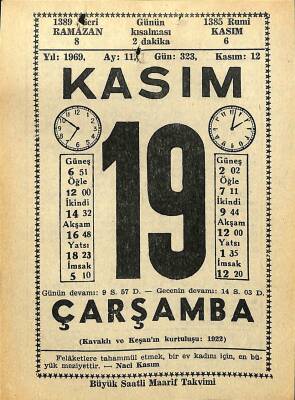 1389 Hicri Günün 1385 Rumi
RAMAZAN kısalması KASIM
8 2 dakika 6
Yıl: 1969, Ay: 11, Gün: 323, Kasım: 12
KASIM
19
Güneş
6 51
Öğle
12 00
İkindi
14 32
Akşam
16 48
Yatsı
18 23
İmsak
5 10
Güneş
2 02
Öğle
7 11
İkindi
9 44
Akşam
12 00
Yatsı
1 35
İmsak
12 20
Günün devamı: 9 S. 57 D. — Gecenin devamı: 14 S. 03 D.
ÇARŞAMBA
(Kavaklı ve Keşan'ın kurtuluşu: 1922)
Felâketlere tahammül etmek, bir ev kadını için, en bü-
yük meziyettir. — Naci Kasım
Büyük Saatli Maarif Takvimi